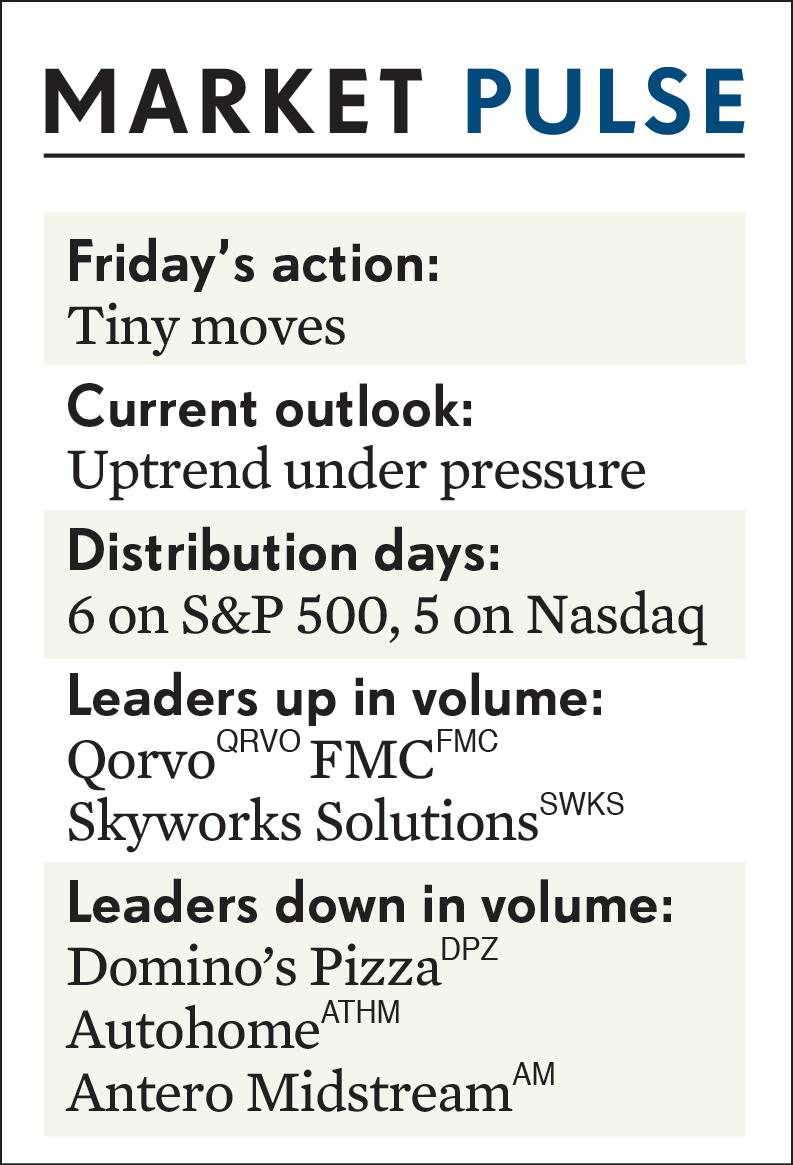 MARKET PULSE
Friday’s action:
Tiny moves
Current outlook:
Uptrend under pressure
Distribution days:
6 on S&P 500, 5 on Nasdaq
Leaders up in volume:
Qorvo QRVO FMC FMC
Skyworks Solutions SWKS
Leaders down in volume:
Domino’s Pizza DPZ
Autohome ATHM
Antero Midstream AM